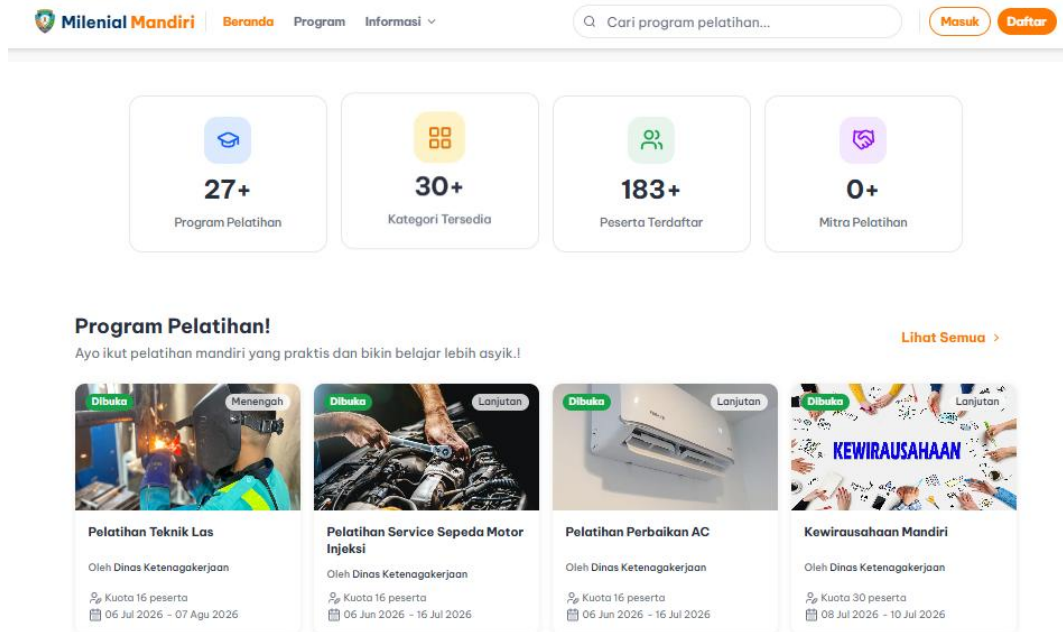 Milenial Mandiri Beranda Program Informasi Cari program pelatihan... Masuk Daftar
27+ 30+ 183+ 0+
Program Pelatihan Kategori Tersedia Peserta Terdaftar Mitra Pelatihan
Program Pelatihan!
Ayo ikut pelatihan mandiri yang praktis dan bikin belajar lebih asyik.!
Lihat Semua >
Dibuka Menengah
Pelatihan Teknik Las
Oleh Dinas Ketenagakerjaan
Kuota 16 peserta
06 Jul 2026 - 07 Agu 2026
Dibuka Lanjutan
Pelatihan Service Sepeda Motor
Injeksi
Oleh Dinas Ketenagakerjaan
Kuota 16 peserta
06 Jun 2026 - 16 Jul 2026
Dibuka Lanjutan
Pelatihan Perbaikan AC
Oleh Dinas Ketenagakerjaan
Kuota 16 peserta
06 Jun 2026 - 16 Jul 2026
Dibuka Lanjutan
KEWIRAUSAHAAN
Kewirausahaan Mandiri
Oleh Dinas Ketenagakerjaan
Kuota 30 peserta
08 Jul 2026 - 10 Jul 2026